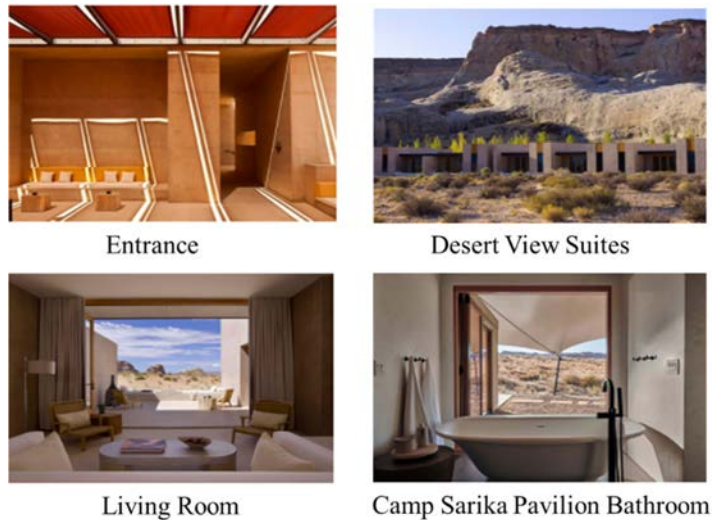 Entrance
Desert View Suites
Living Room
Camp Sarika Pavilion Bathroom